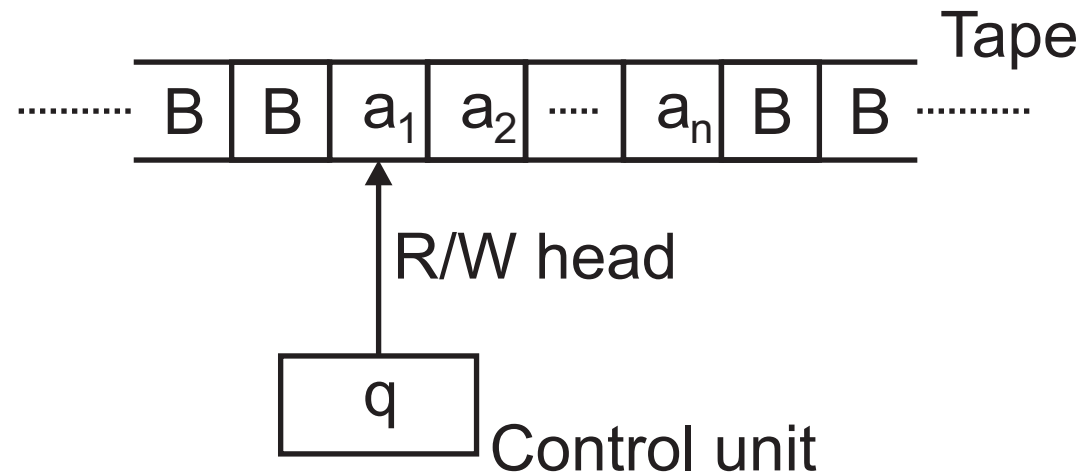 Tape
........... B B a₁ a₂ ..... aₙ B B ...........
R/W head
q
Control unit